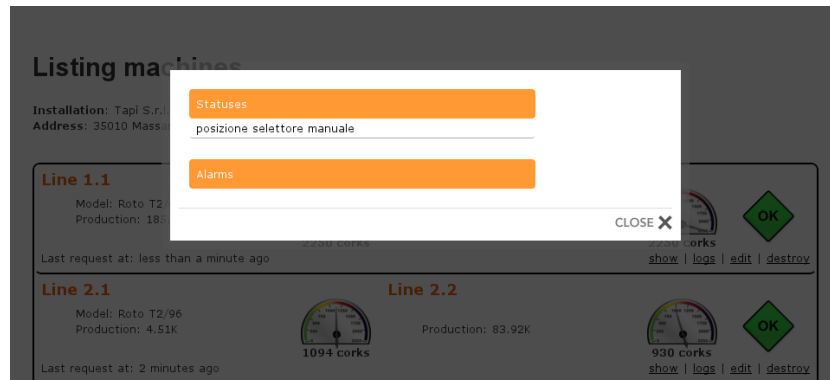 Listing machines
Installation: Tapi S.r.l.
Address: 35010
Statuses
posizione selettore manuale
Alarms
CLOSE
Line 1.1
Model: Roto T2
Production:
2250 corks
2250 corks
OK
Last request at: less than a minute ago
show | logs | edit | destroy
Line 2.1
Line 2.2
Model: Roto T2/96
Production: 4.51K
Production: 83.92K
1094 corks
930 corks
OK
Last request at: 2 minutes ago
show | logs | edit | destroy